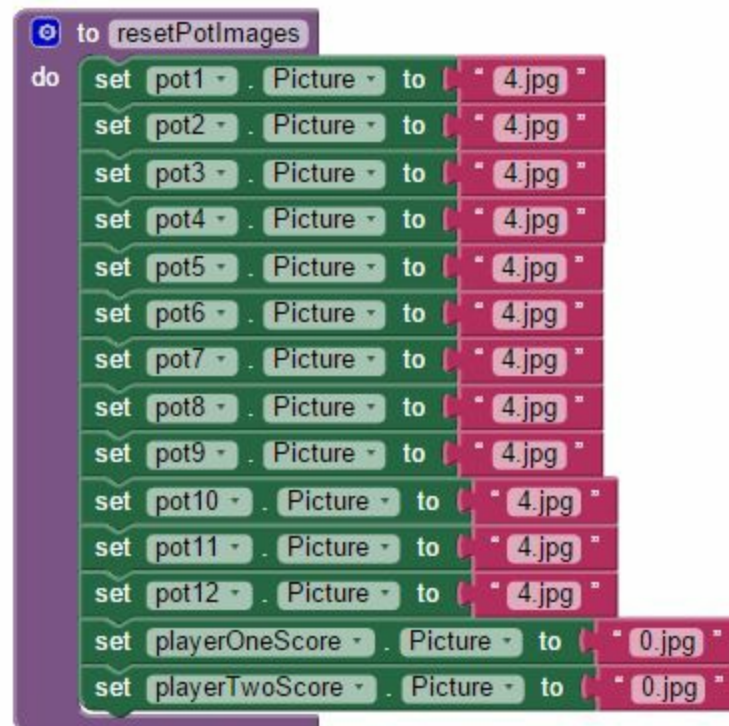 to resetPotImages
do set pot1 . Picture to " 4.jpg "
set pot2 . Picture to " 4.jpg "
set pot3 . Picture to " 4.jpg "
set pot4 . Picture to " 4.jpg "
set pot5 . Picture to " 4.jpg "
set pot6 . Picture to " 4.jpg "
set pot7 . Picture to " 4.jpg "
set pot8 . Picture to " 4.jpg "
set pot9 . Picture to " 4.jpg "
set pot10 . Picture to " 4.jpg "
set pot11 . Picture to " 4.jpg "
set pot12 . Picture to " 4.jpg "
set playerOneScore . Picture to " 0.jpg "
set playerTwoScore . Picture to " 0.jpg "